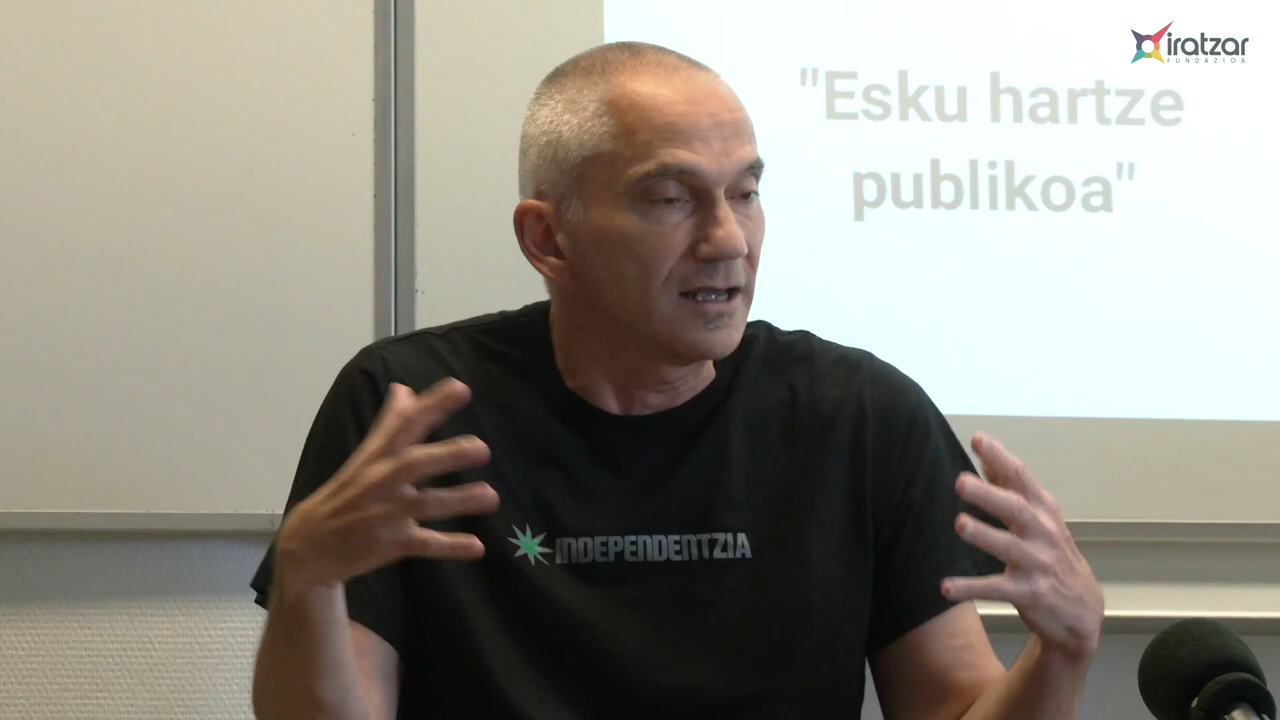 iratzar
FUNDAZIOA
"Esku hartze
publikoa"
INDEPENDENTZIA